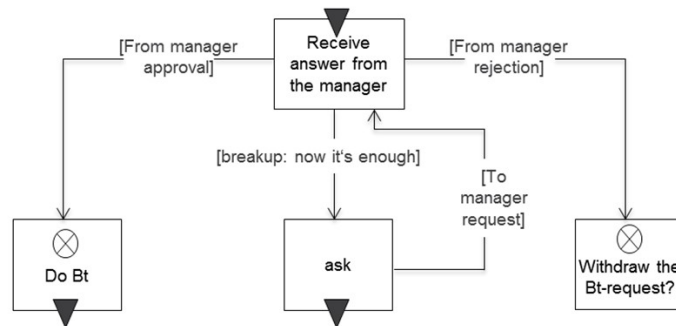 Receive
answer from
the manager
[From manager
approval]
[From manager
rejection]
[breakup: now it‘s enough]
[To
manager
request]
Do Bt
ask
Withdraw the
Bt-request?